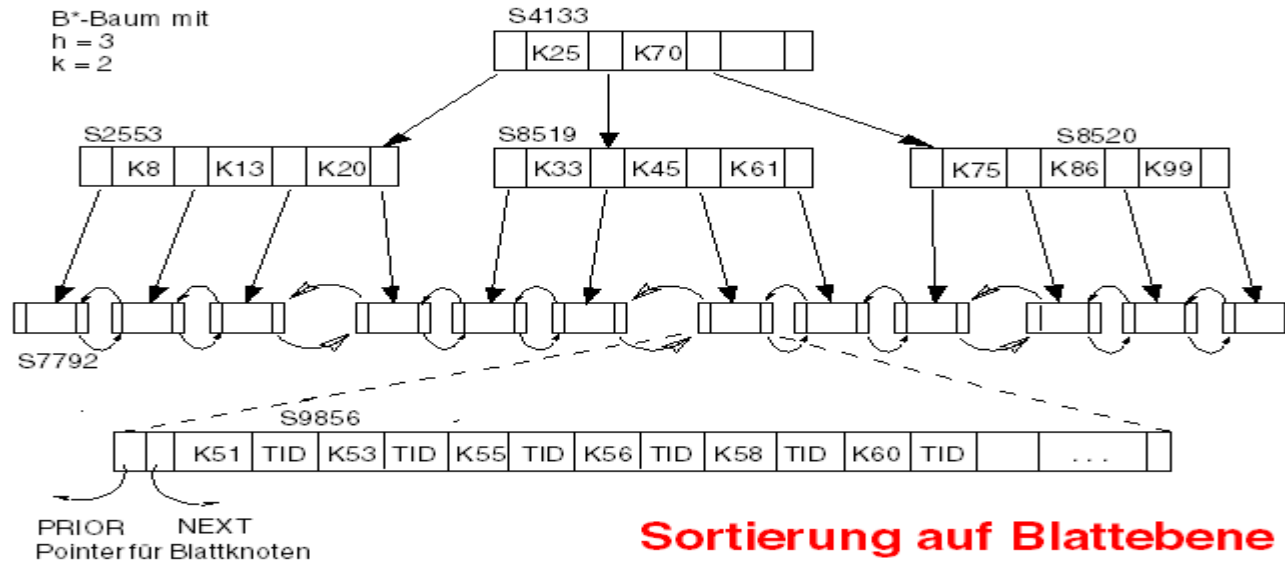 B*-Baum mit
h = 3
k = 2
S4133
K25 K70
S2553
K8 K13 K20
S8519
K33 K45 K61
S8520
K75 K86 K99
S7792
S9856
K51 TID K53 TID K55 TID K56 TID K58 TID K60 TID ...
PRIOR NEXT
Pointer für Blattknoten
Sortierung auf Blattebene